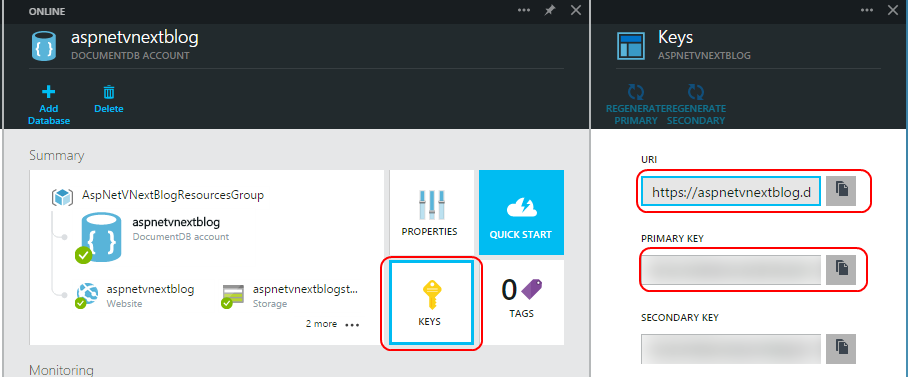 ONLINE
aspnetvnextblog
DOCUMENTDB ACCOUNT
Add
Database
Delete
Summary
AspNetVNextBlogResourcesGroup
aspnetvnextblog
DocumentDB account
aspnetvnextblog
Website
aspnetvnextblogst...
Storage
2 more
PROPERTIES
QUICK START
KEYS
0
TAGS
Monitoring
Keys
ASPNETVNEXTBLOG
REGENERATE
PRIMARY
REGENERATE
SECONDARY
URI
https://aspnetvnextblog.d
PRIMARY KEY
SECONDARY KEY